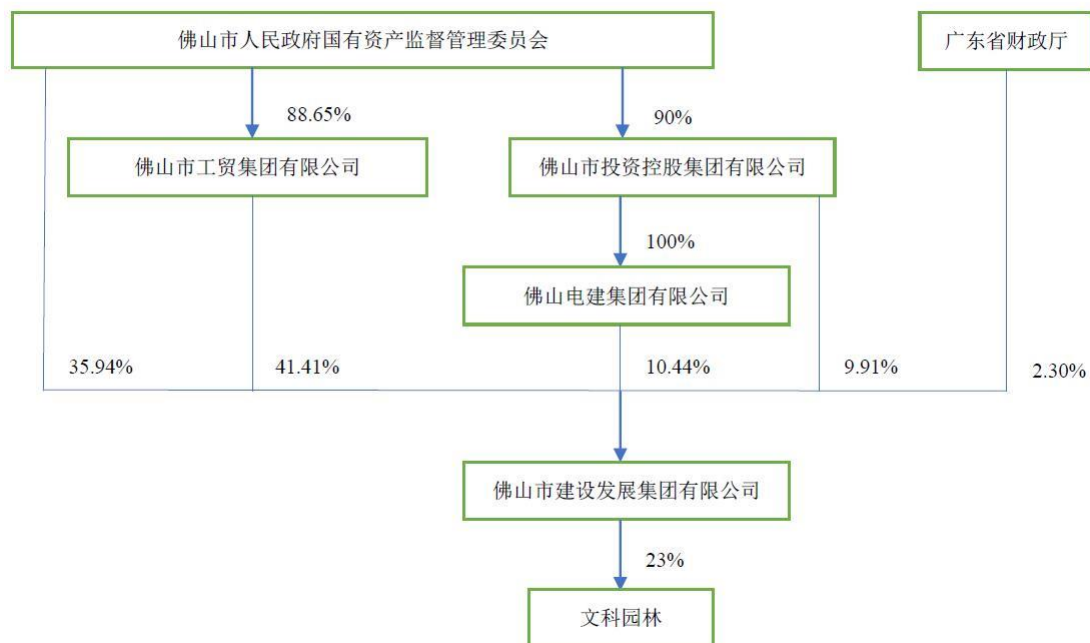 佛山市人民政府国有资产监督管理委员会
广东省财政厅
88.65%
90%
佛山市工贸集团有限公司
佛山市投资控股集团有限公司
100%
佛山电建集团有限公司
35.94%
41.41%
10.44%
9.91%
2.30%
佛山市建设发展集团有限公司
23%
文科园林